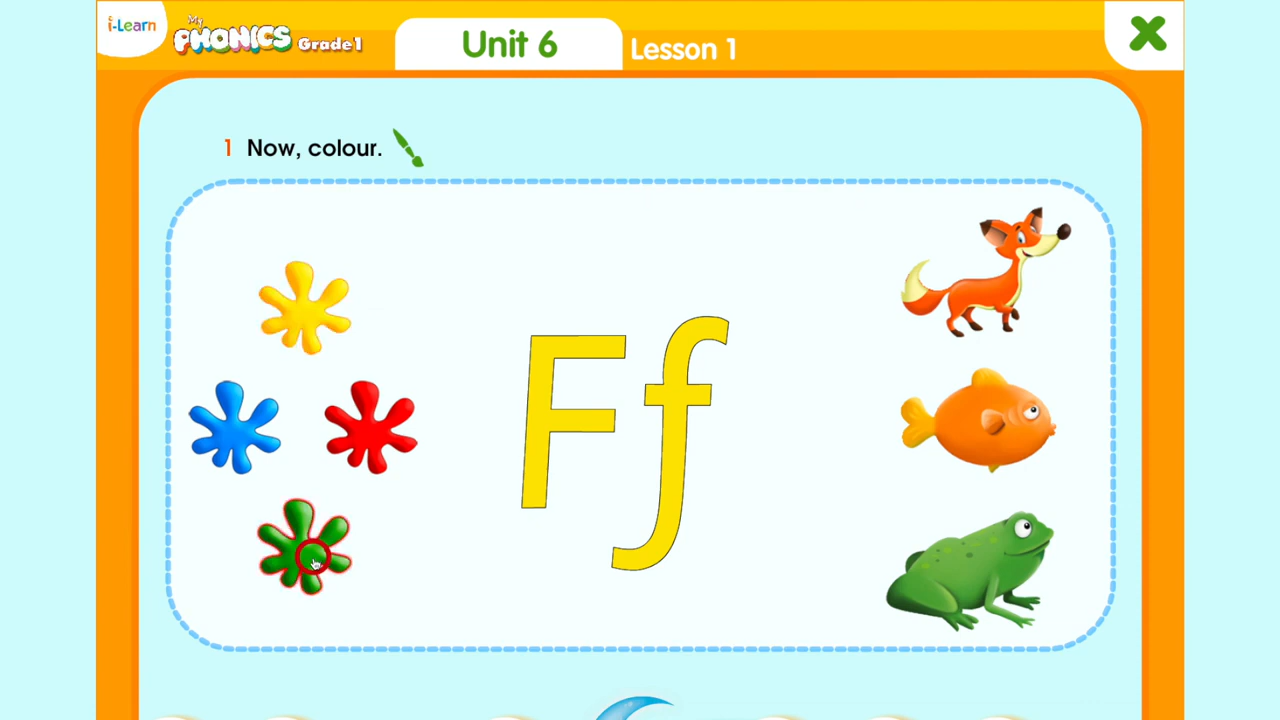 i-Learn
My
PHONICS Grade 1
Unit 6
Lesson 1
1 Now, colour.
Ff